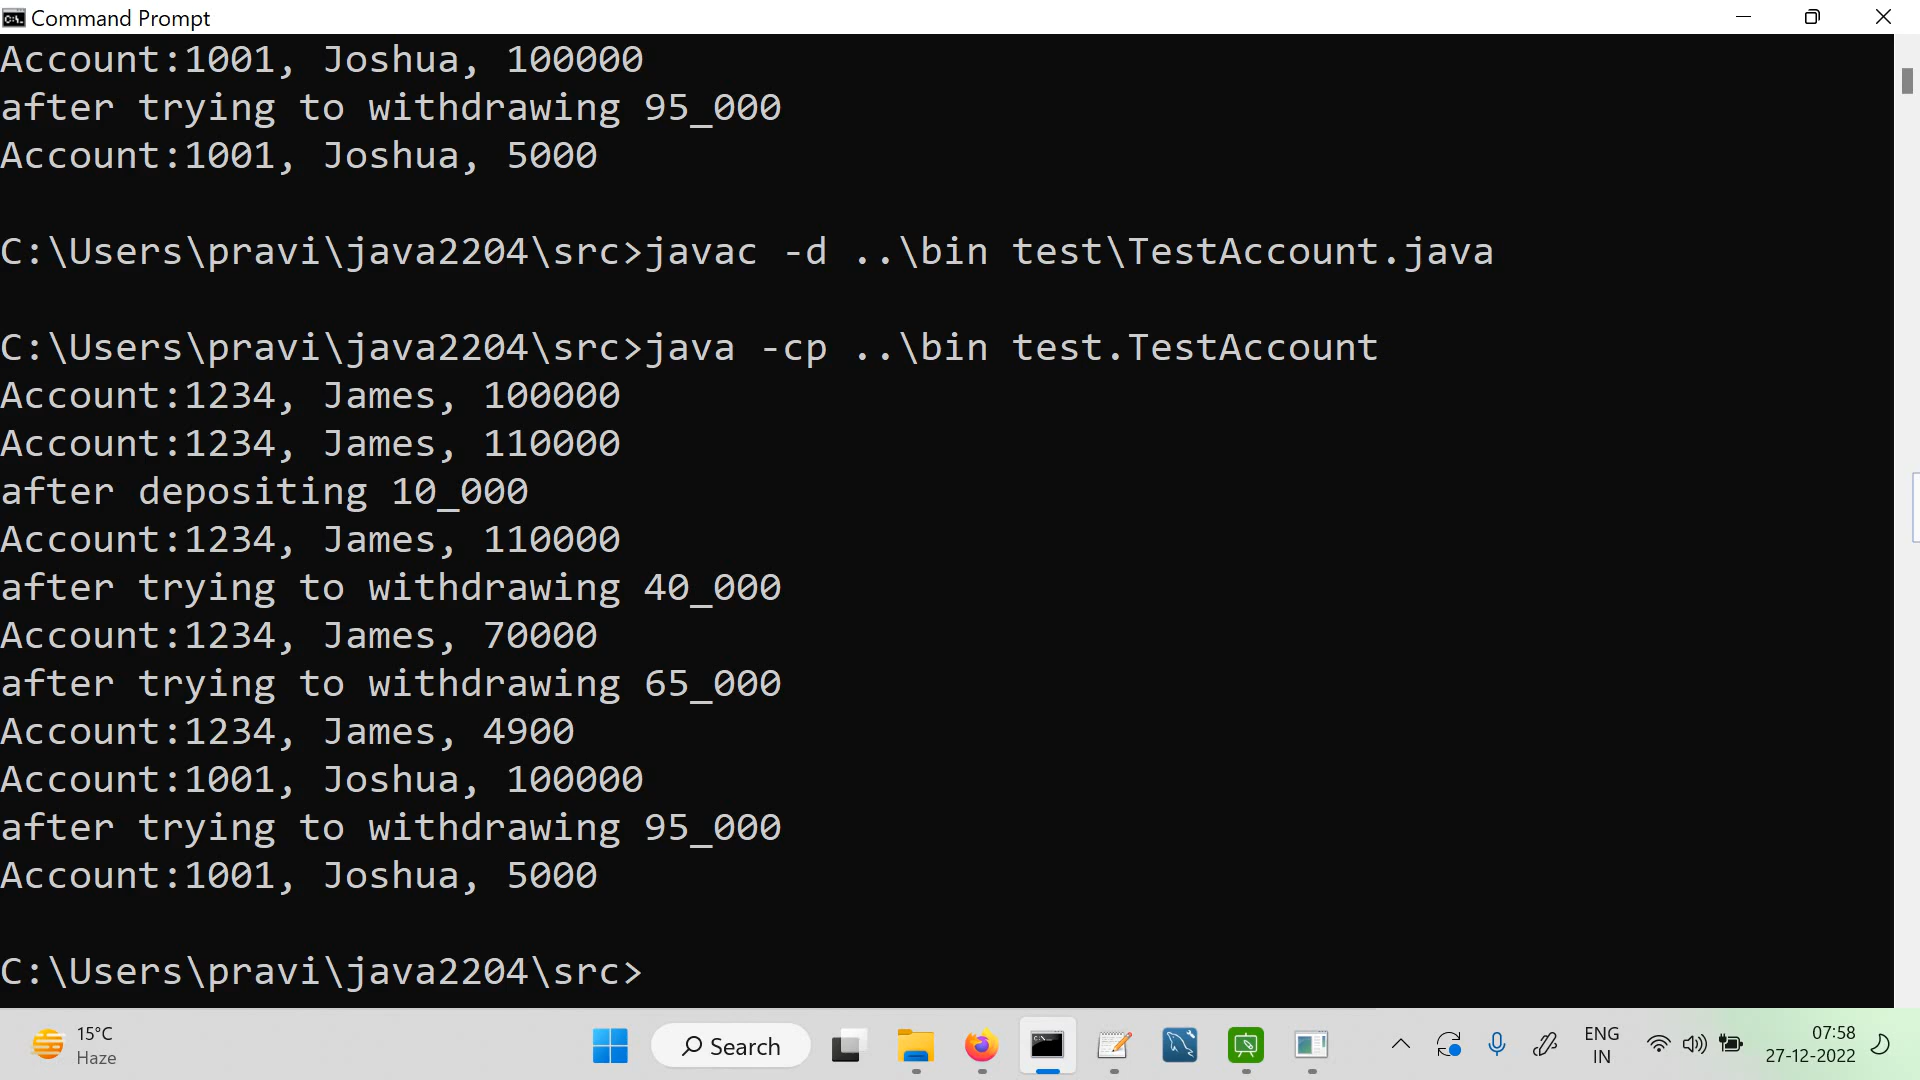 Command Prompt
Account:1001, Joshua, 100000
after trying to withdrawing 95_000
Account:1001, Joshua, 5000
C:\Users\pravi\java2204\src>javac -d ..\bin test\TestAccount.java
C:\Users\pravi\java2204\src>java -cp ..\bin test.TestAccount
Account:1234, James, 100000
Account:1234, James, 110000
after depositing 10_000
Account:1234, James, 110000
after trying to withdrawing 40_000
Account:1234, James, 70000
after trying to withdrawing 65_000
Account:1234, James, 4900
Account:1001, Joshua, 100000
after trying to withdrawing 95_000
Account:1001, Joshua, 5000
C:\Users\pravi\java2204\src>
15°C
Haze
Search
ENG
IN
07:58
27-12-2022